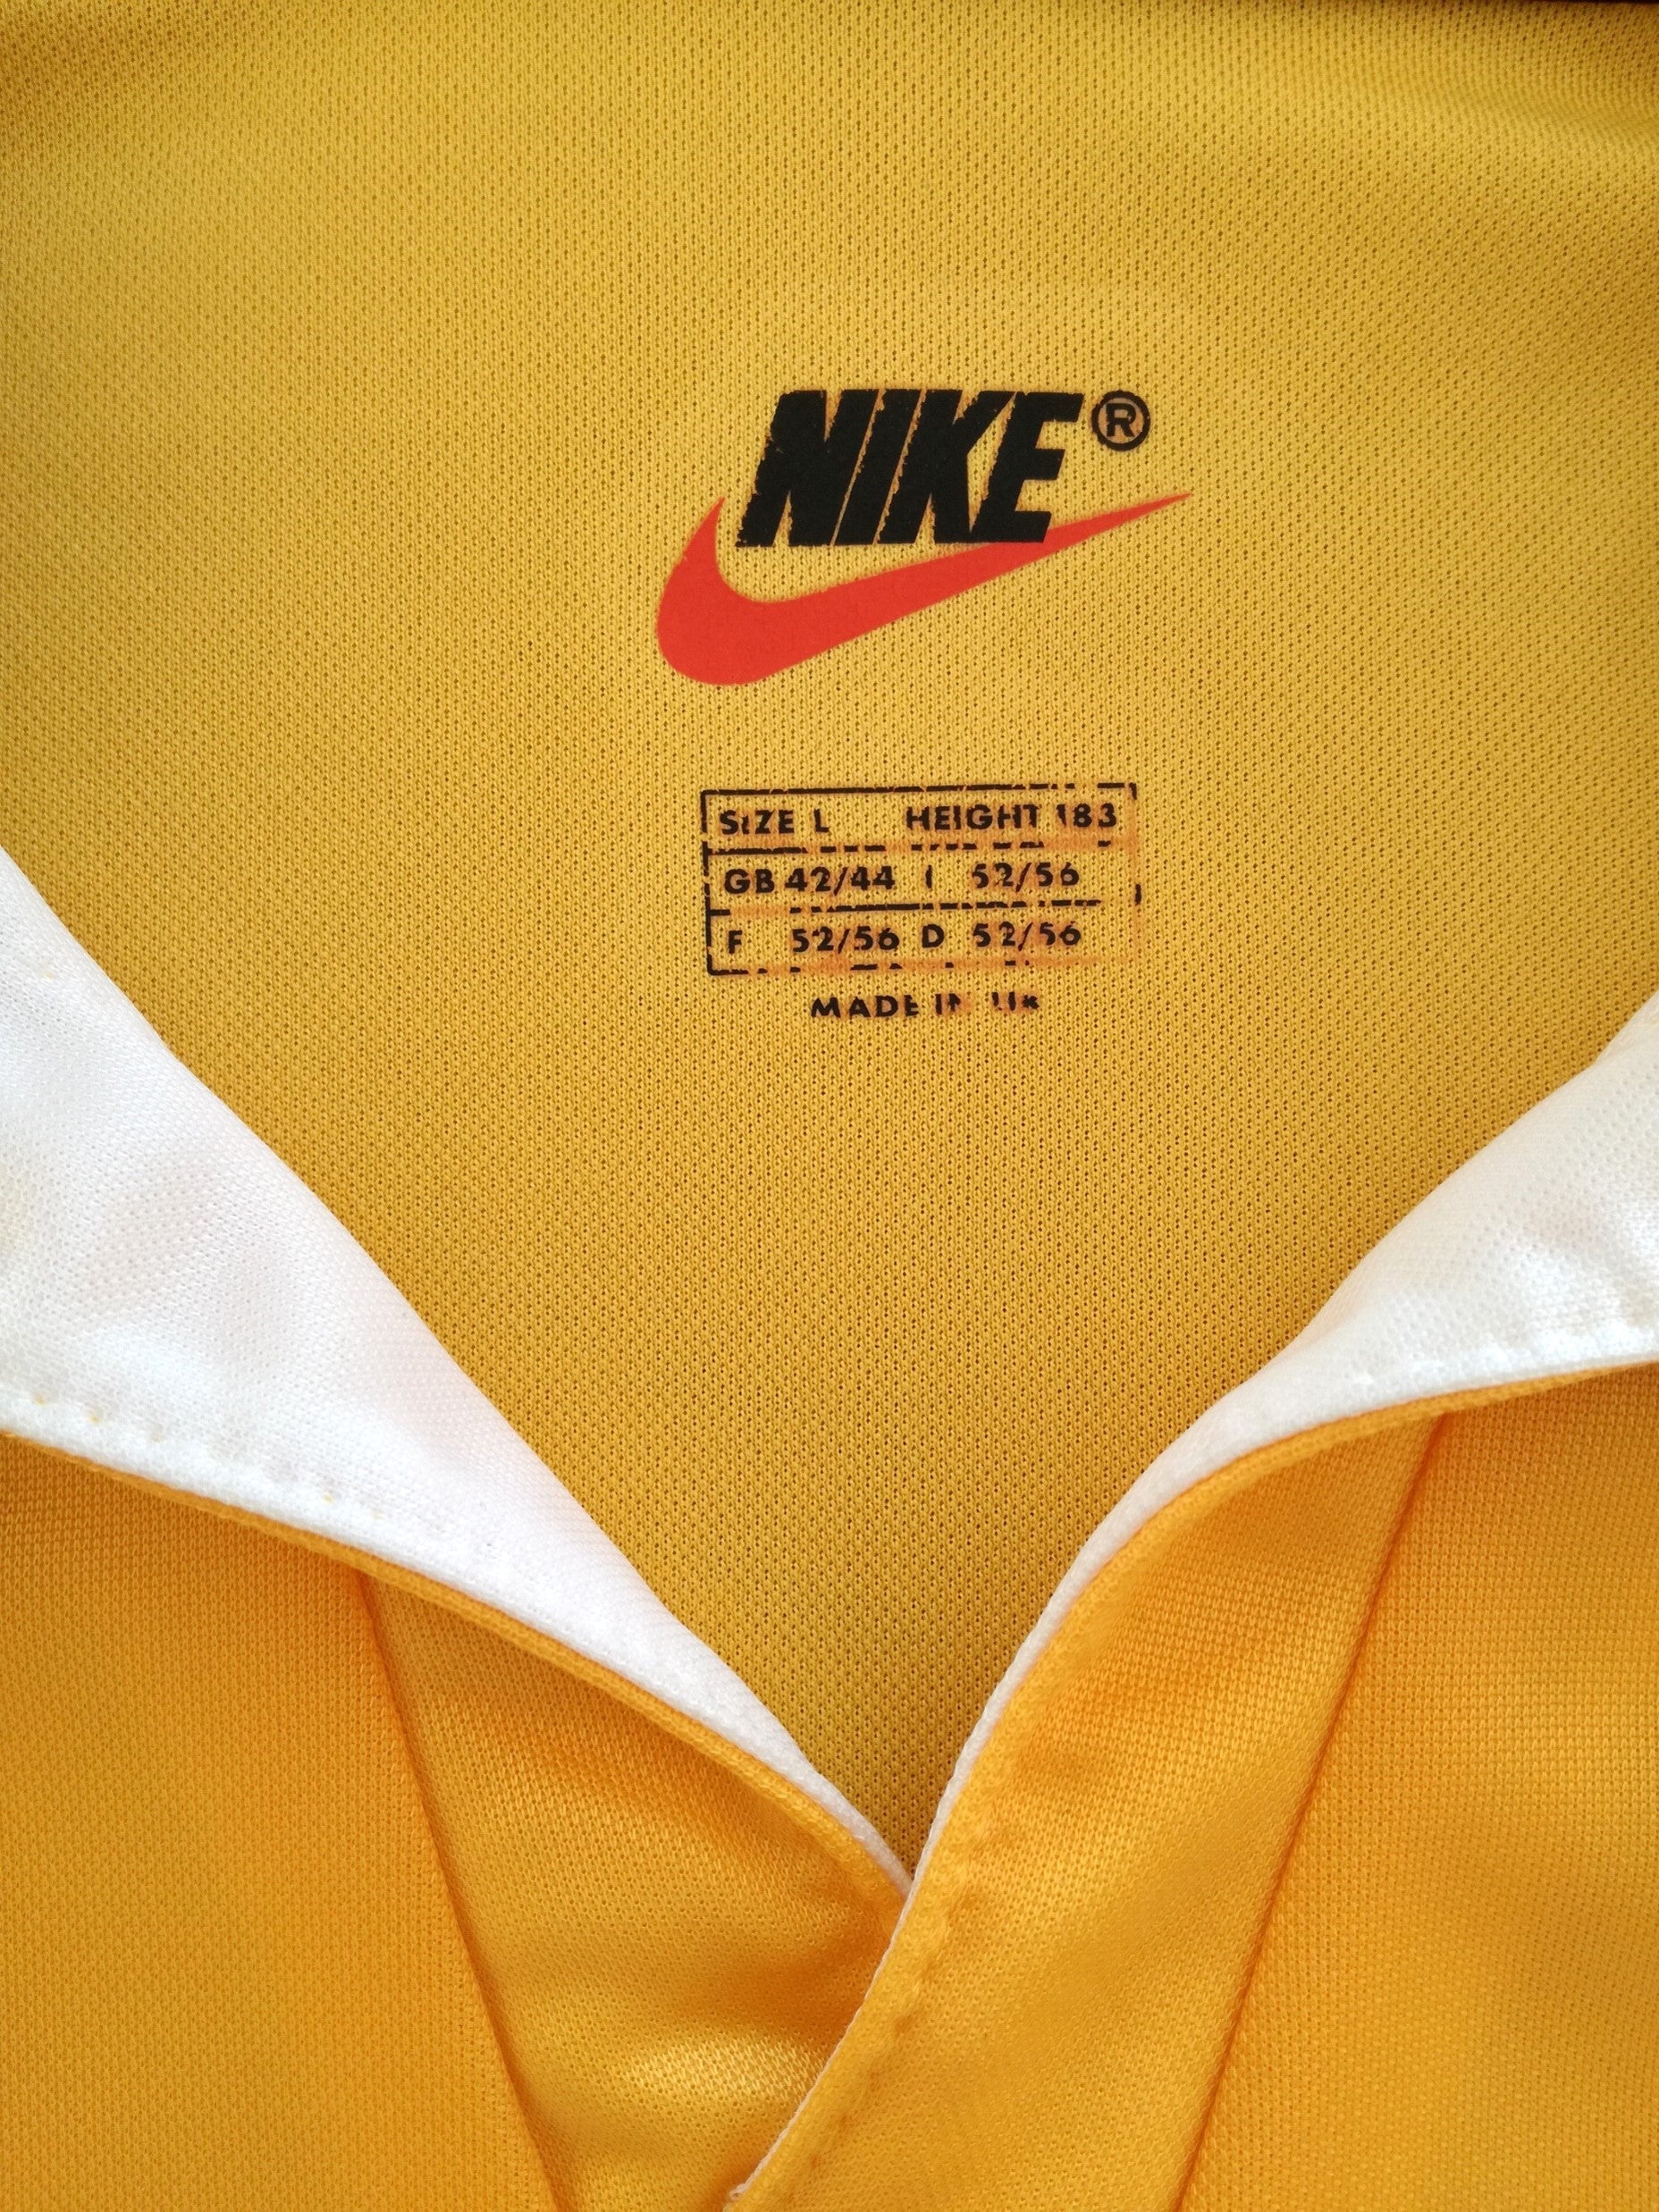 NIKE®
SIZE L HEIGHT 183
GB 42/44 I 52/56
F 52/56 D 52/56
MADE IN UK